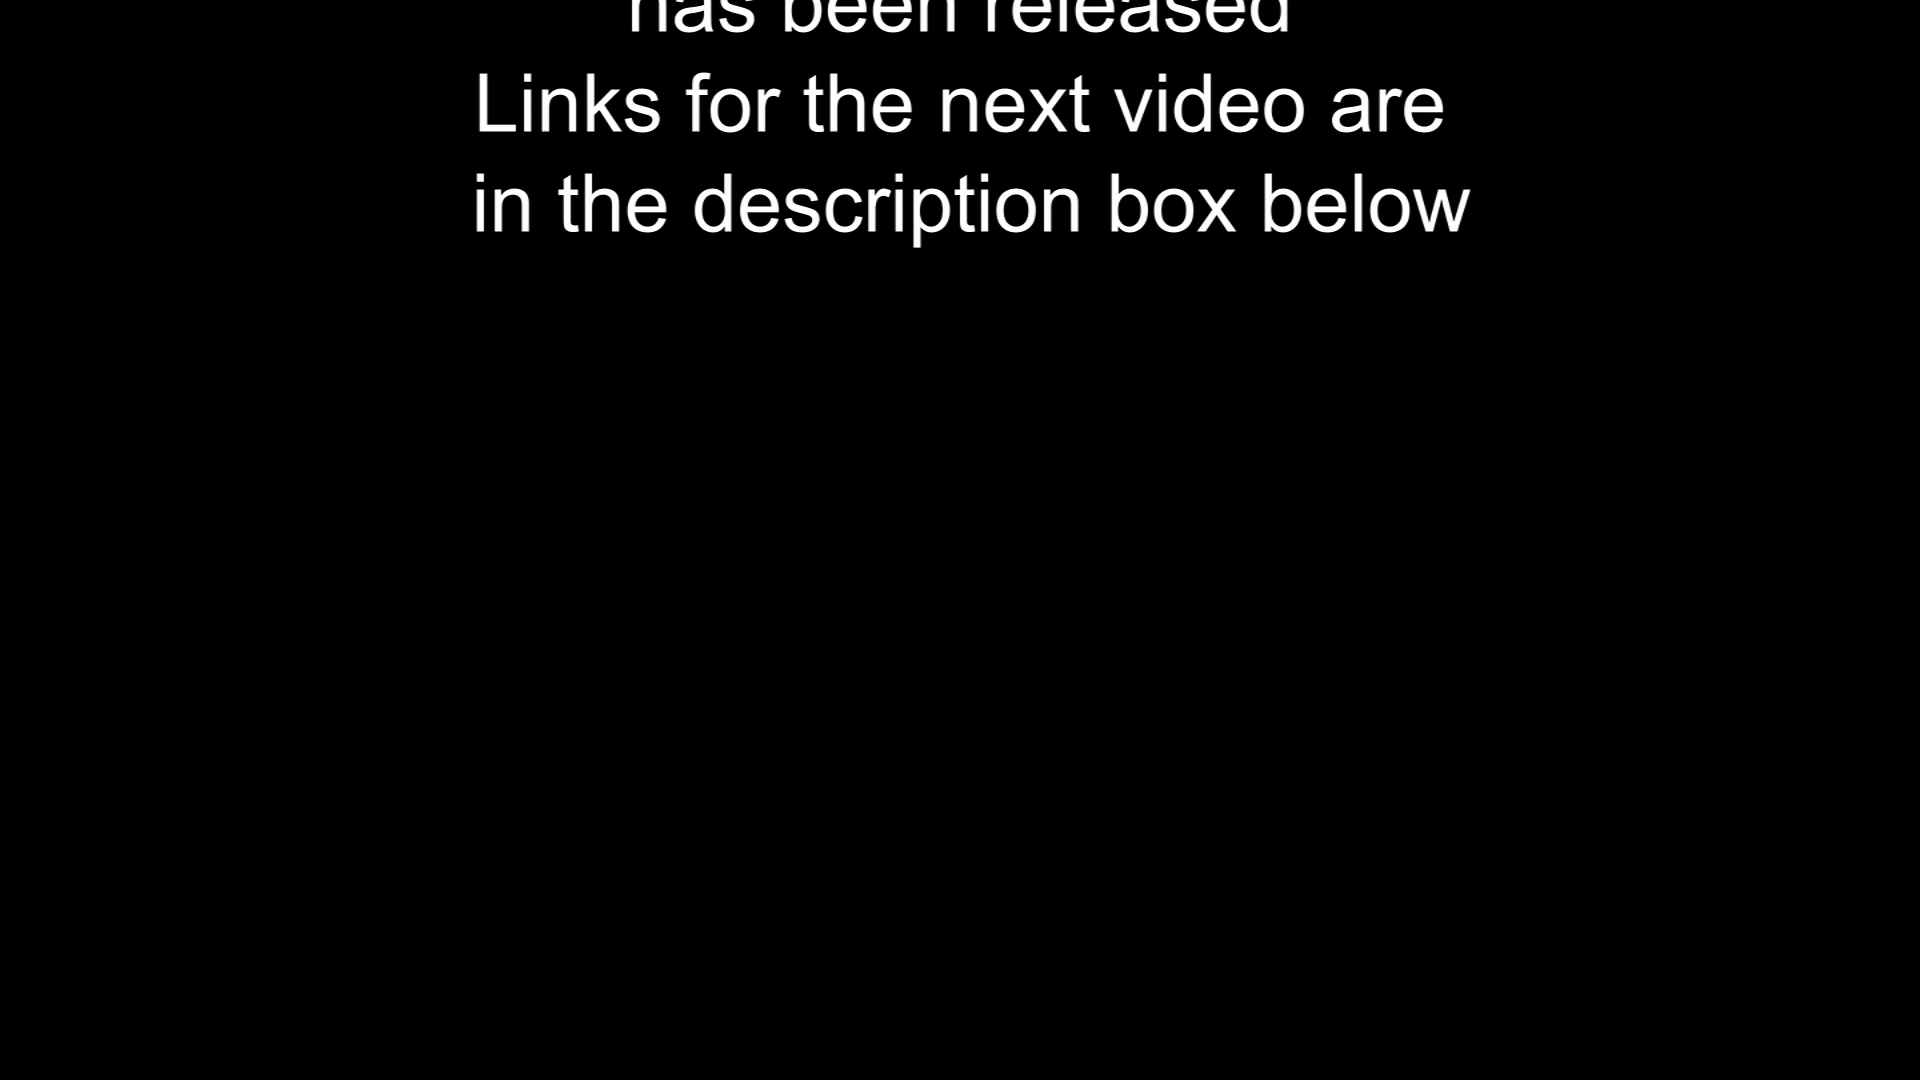 has been released
Links for the next video are
in the description box below